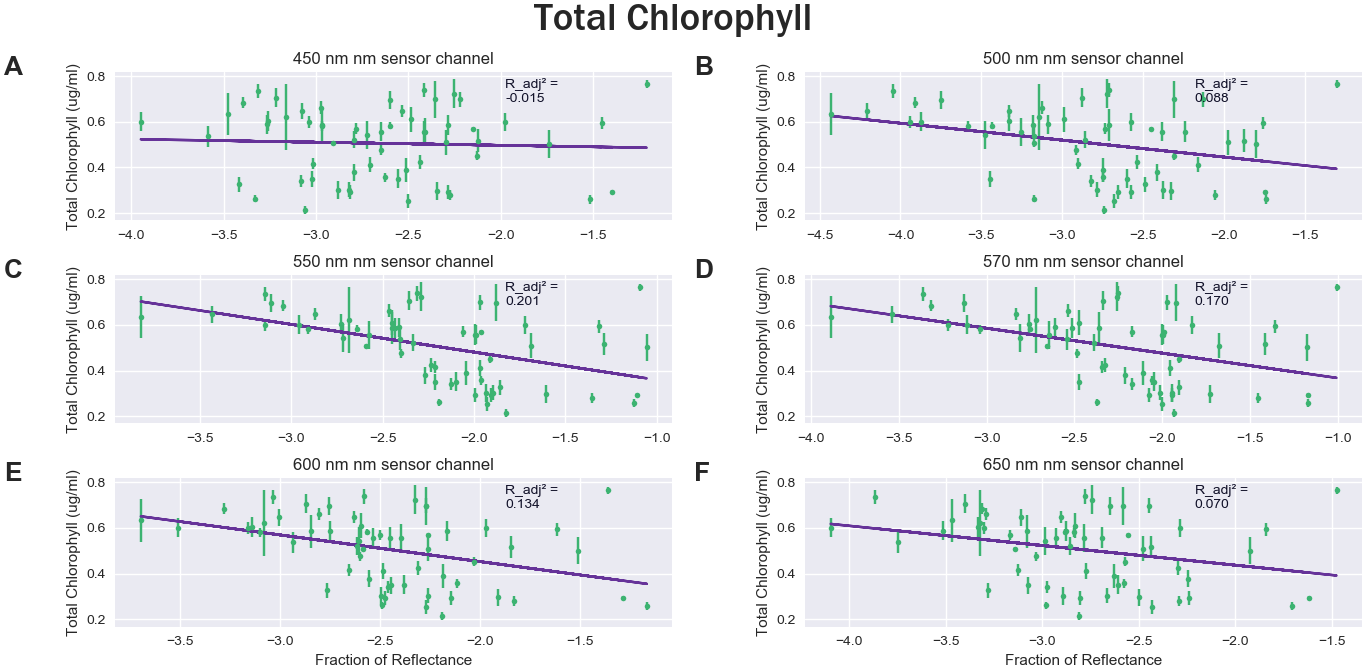 Total Chlorophyll
A
450 nm nm sensor channel
Total Chlorophyll (ug/ml)
0.8
0.6
0.4
0.2
R_adj² =
-0.015
−4.0 −3.5 −3.0 −2.5 −2.0 −1.5
B
500 nm nm sensor channel
Total Chlorophyll (ug/ml)
0.8
0.6
0.4
0.2
R_adj² =
0.088
−4.5 −4.0 −3.5 −3.0 −2.5 −2.0 −1.5
C
550 nm nm sensor channel
Total Chlorophyll (ug/ml)
0.8
0.6
0.4
0.2
R_adj² =
0.201
−3.5 −3.0 −2.5 −2.0 −1.5 −1.0
D
570 nm nm sensor channel
Total Chlorophyll (ug/ml)
0.8
0.6
0.4
0.2
R_adj² =
0.170
−4.0 −3.5 −3.0 −2.5 −2.0 −1.5 −1.0
E
600 nm nm sensor channel
Total Chlorophyll (ug/ml)
0.8
0.6
0.4
0.2
R_adj² =
0.134
−3.5 −3.0 −2.5 −2.0 −1.5
Fraction of Reflectance
F
650 nm nm sensor channel
Total Chlorophyll (ug/ml)
0.8
0.6
0.4
0.2
R_adj² =
0.070
−4.0 −3.5 −3.0 −2.5 −2.0 −1.5
Fraction of Reflectance